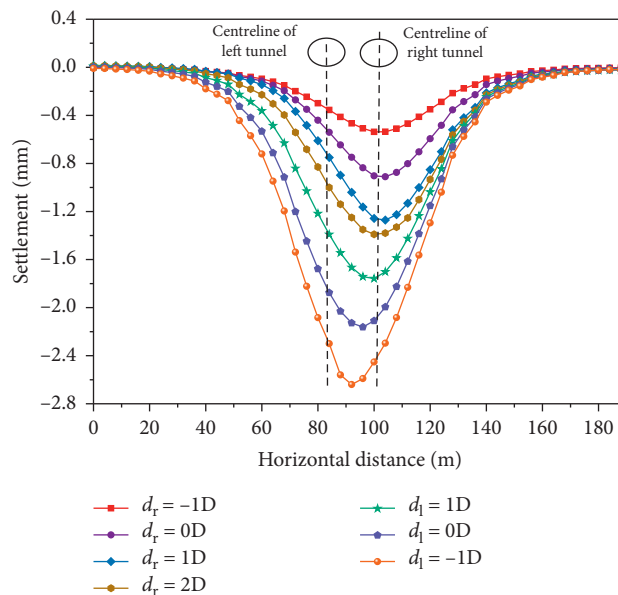 Centreline of
left tunnel
Centreline of
right tunnel
0.0
−0.4
−0.8
−1.2
−1.6
−2.0
−2.4
−2.8
Settlement (mm)
0 20 40 60 80 100 120 140 160 180
Horizontal distance (m)
dr = −1D
dr = 0D
dr = 1D
dr = 2D
dl = 1D
dl = 0D
dl = −1D